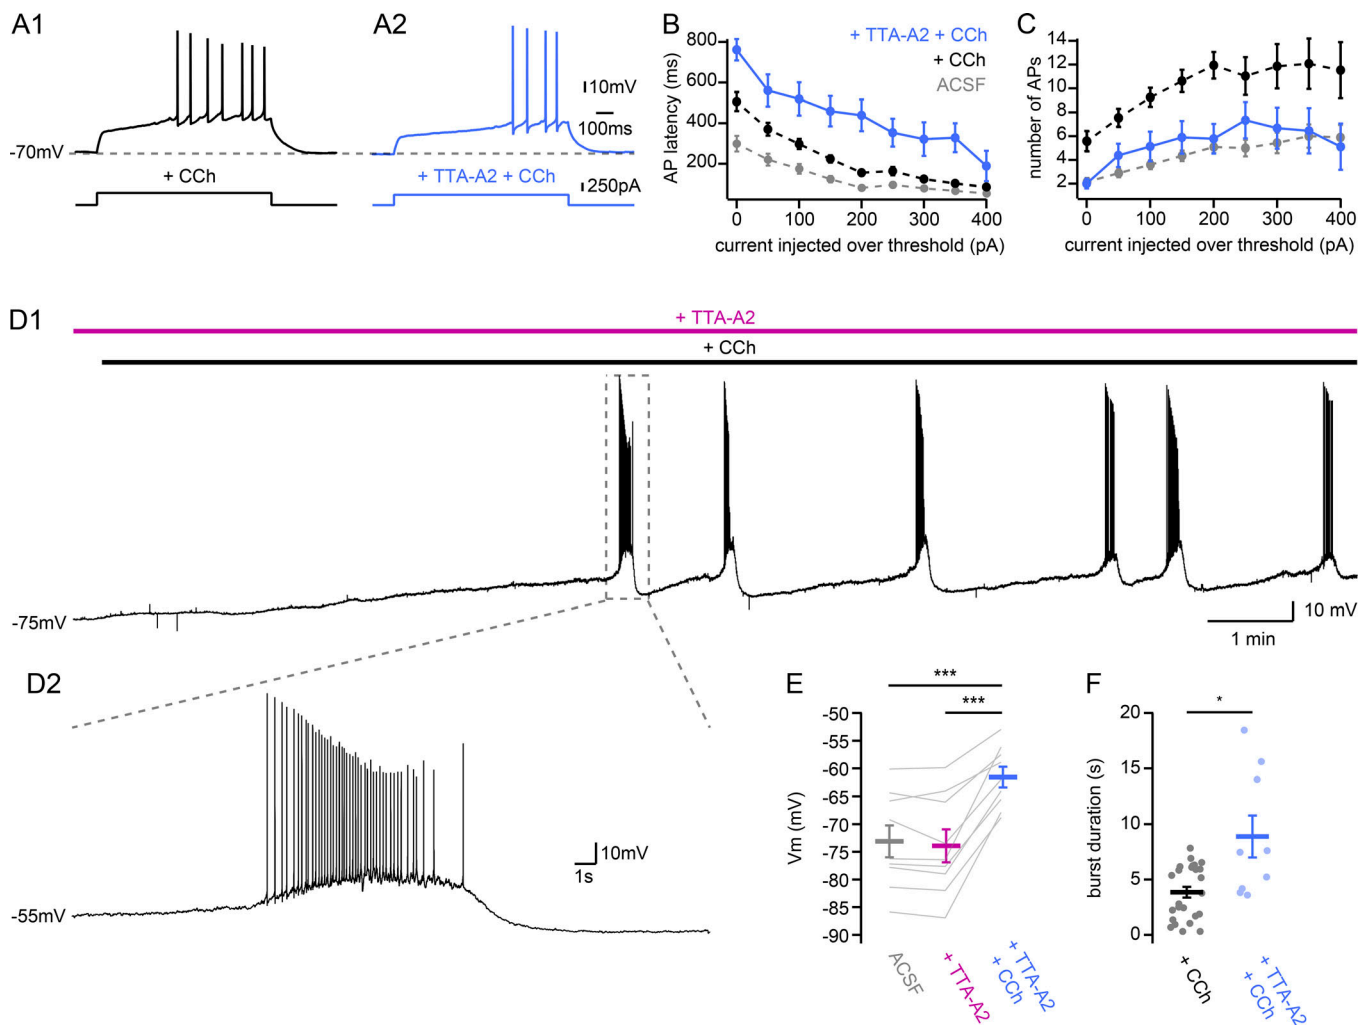 A1
A2
10mV
100ms
-70mV
+ CCh
+ TTA-A2 + CCh
250pA
B
+ TTA-A2 + CCh
+ CCh
ACSF
800
600
400
200
AP latency (ms)
0 100 200 300 400
current injected over threshold (pA)
C
14
12
10
8
6
4
2
number of APs
0 100 200 300 400
current injected over threshold (pA)
D1
+ TTA-A2
+ CCh
-75mV
10 mV
1 min
D2
10mV
1s
-55mV
E
***
***
-50
-55
-60
-65
-70
-75
-80
-85
-90
Vm (mV)
ACSF
+ TTA-A2
+ TTA-A2
+ CCh
F
*
20
15
10
5
0
burst duration (s)
+ CCh
+ TTA-A2
+ CCh